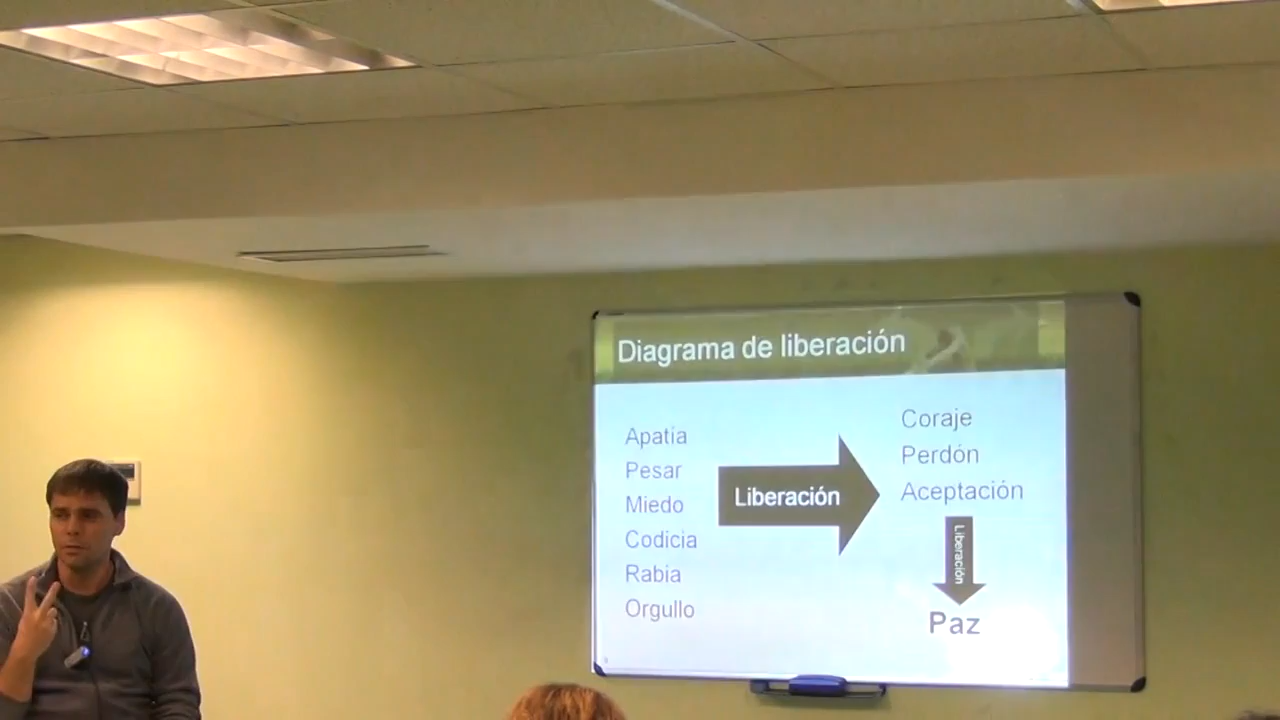 Diagrama de liberación
Apatía
Pesar
Miedo
Codicia
Rabia
Orgullo
Liberación
Coraje
Perdón
Aceptación
Liberación
Paz